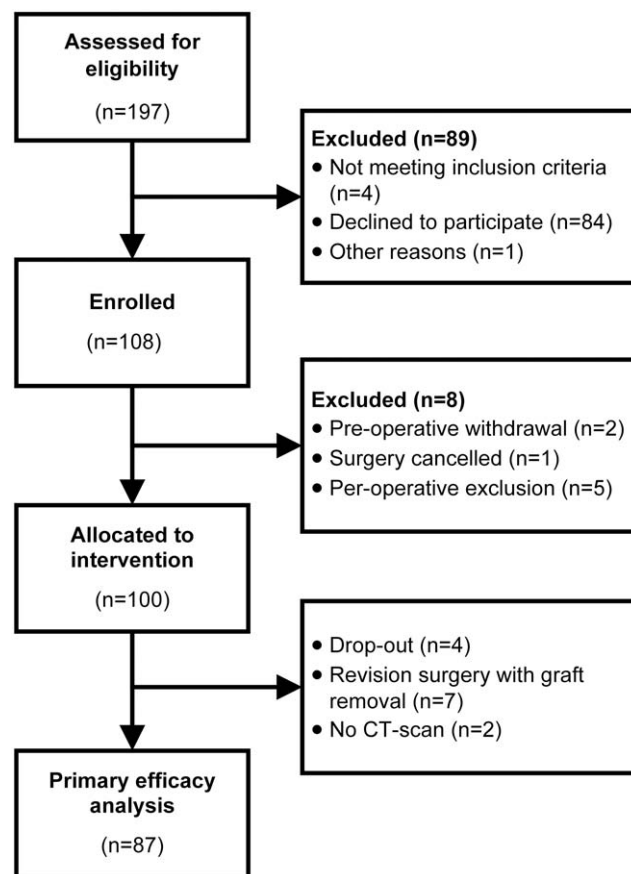 Assessed for
eligibility
(n=197)
Excluded (n=89)
● Not meeting inclusion criteria
(n=4)
● Declined to participate (n=84)
● Other reasons (n=1)
Enrolled
(n=108)
Excluded (n=8)
● Pre-operative withdrawal (n=2)
● Surgery cancelled (n=1)
● Per-operative exclusion (n=5)
Allocated to
intervention
(n=100)
● Drop-out (n=4)
● Revision surgery with graft
removal (n=7)
● No CT-scan (n=2)
Primary efficacy
analysis
(n=87)